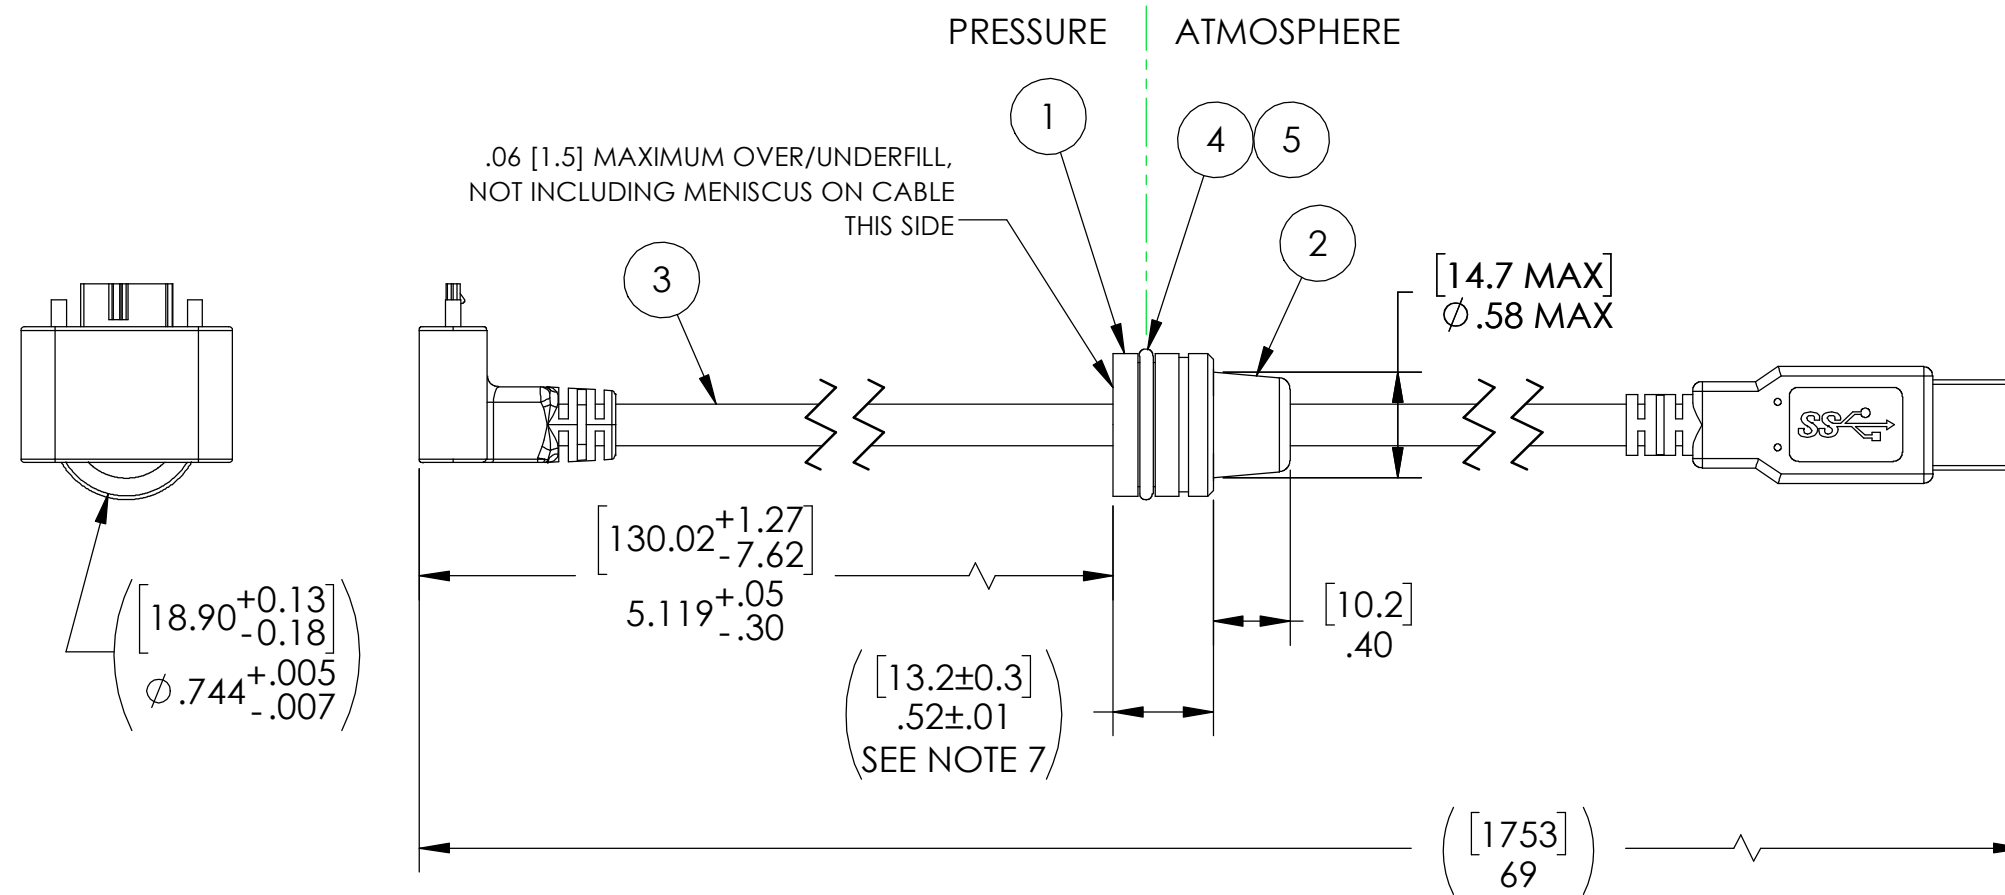 PRESSURE
ATMOSPHERE
1
4
5
.06 [1.5] MAXIMUM OVER/UNDERFILL,
NOT INCLUDING MENISCUS ON CABLE
THIS SIDE
3
2
[14.7 MAX]
∅.58 MAX
SS
[130.02 +1.27 -7.62]
5.119 +.05 -.30
[18.90 +0.13 -0.18]
∅.744 +.005 -.007
[10.2]
.40
[13.2±0.3]
.52±.01
SEE NOTE 7
[1753]
69